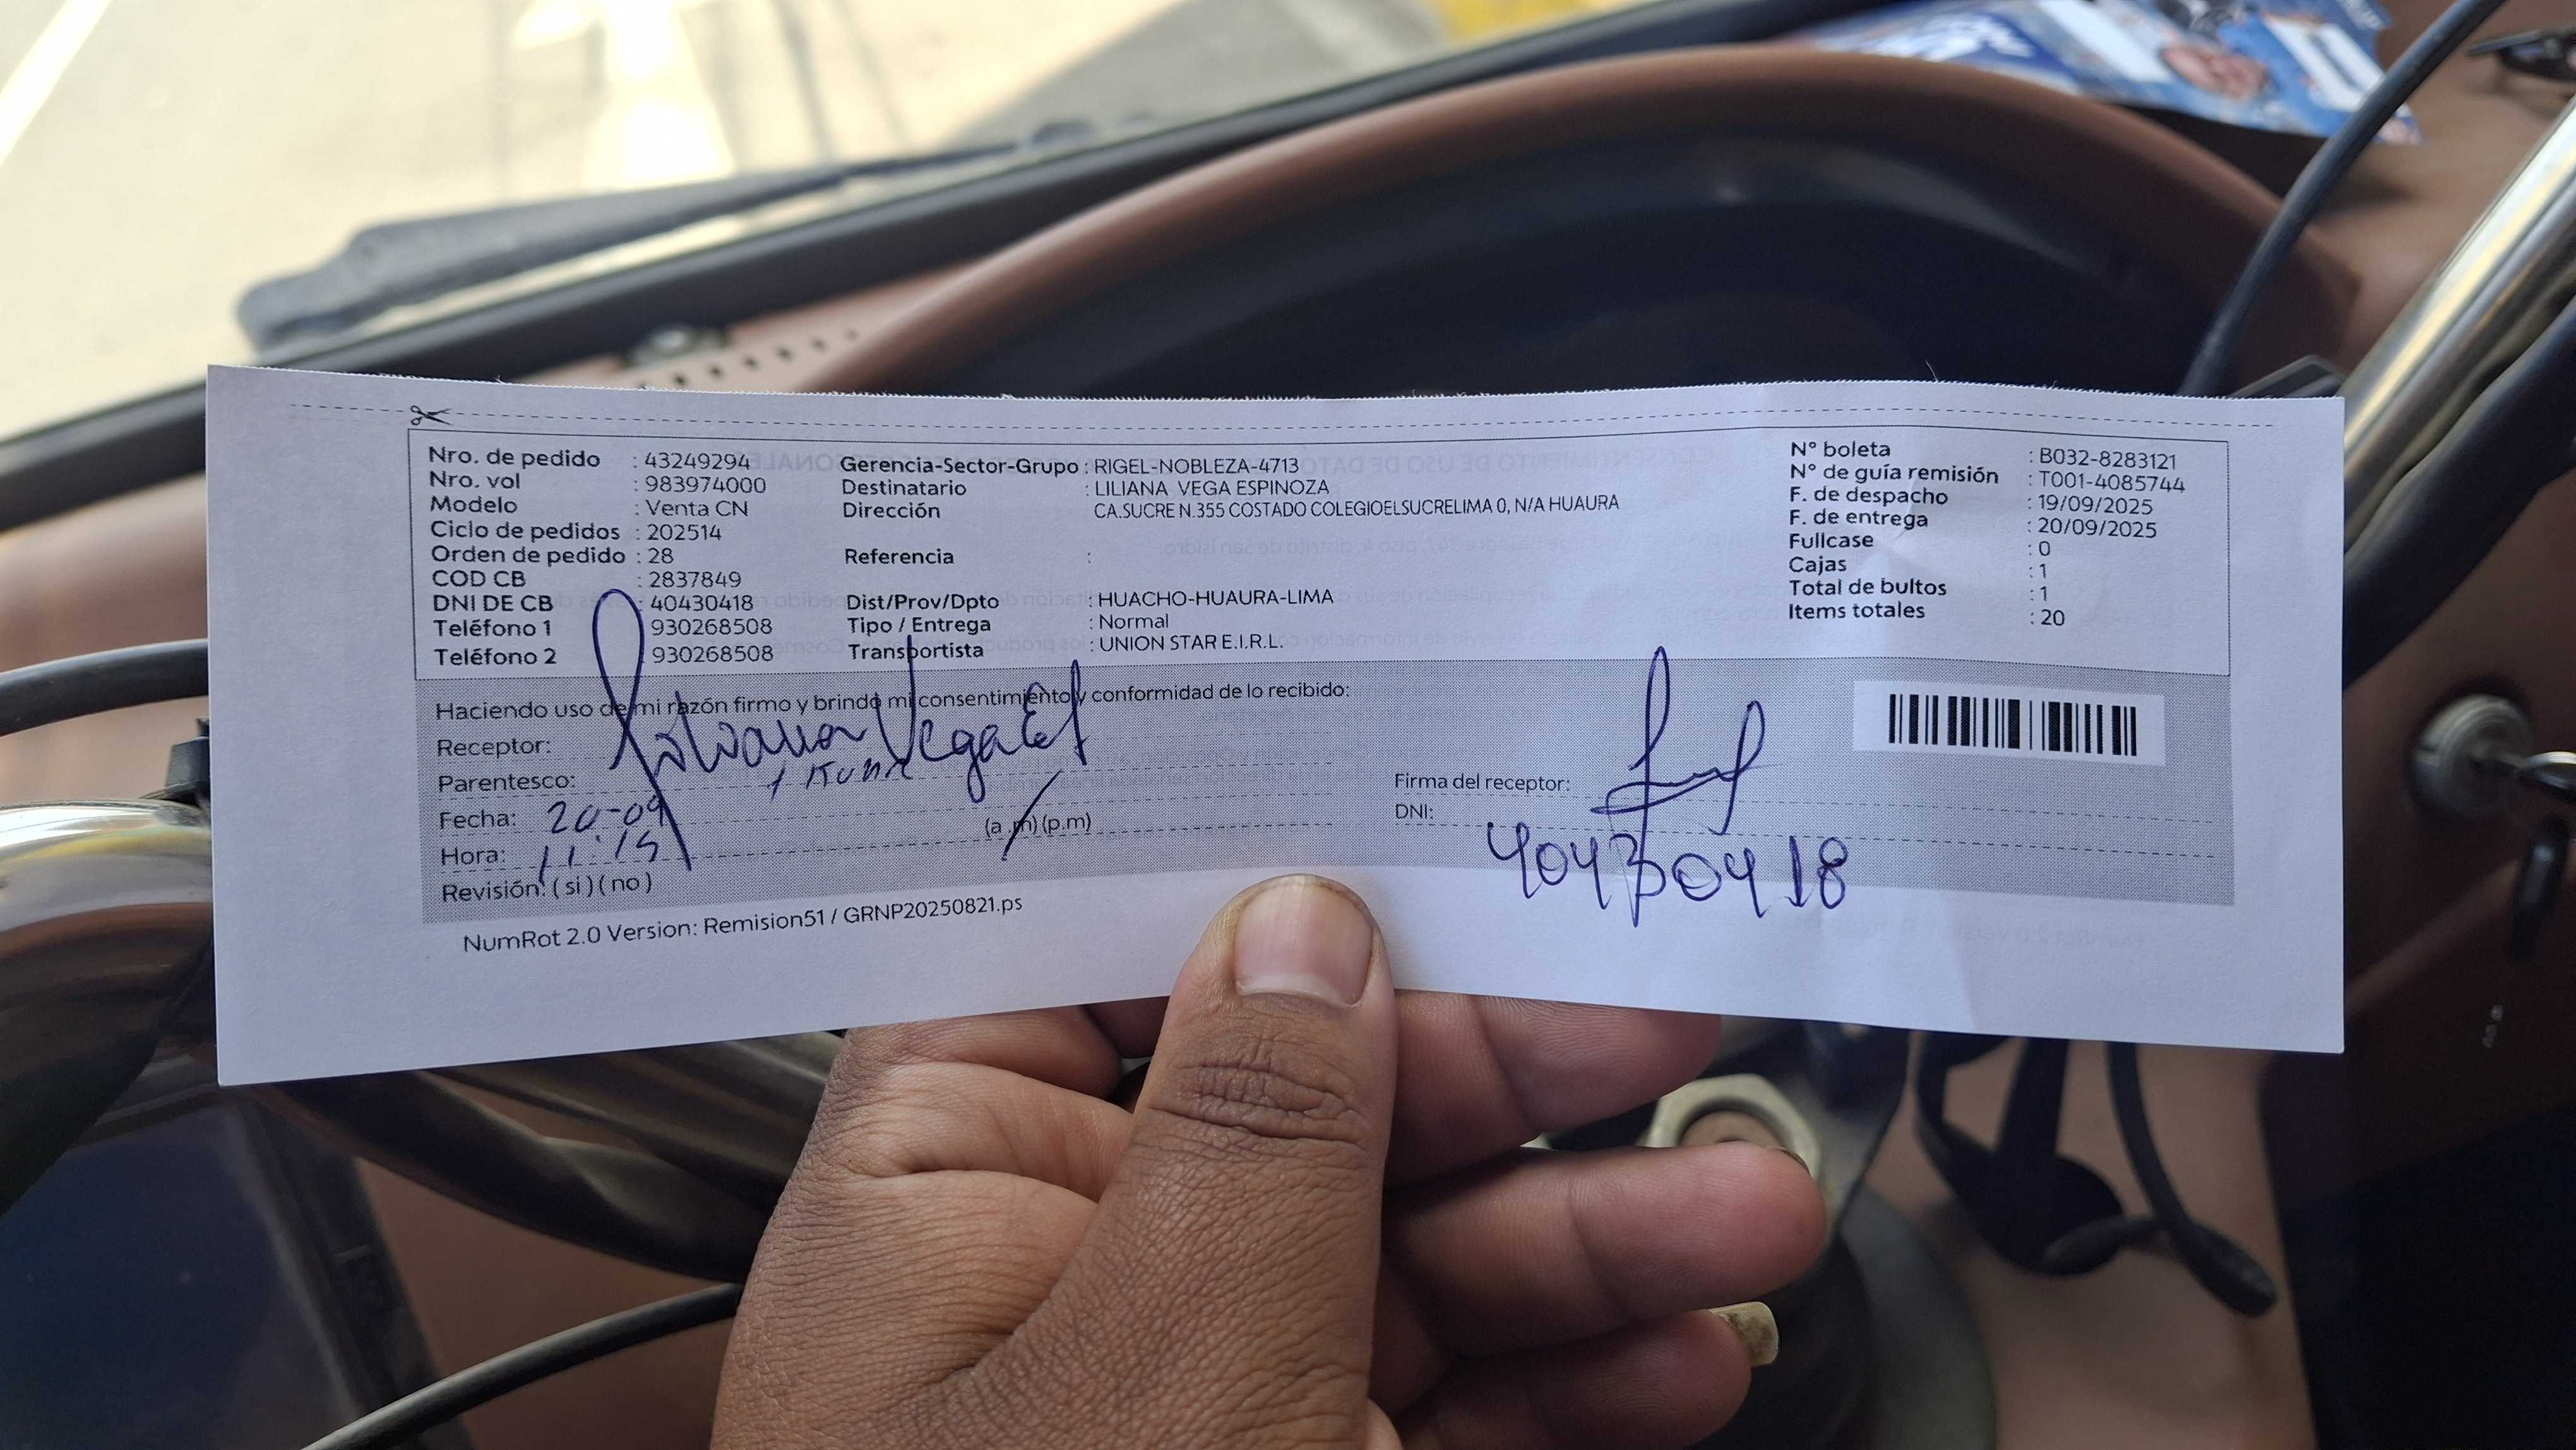 Nro. de pedido : 43249294
Nro. vol : 983974000
Modelo : Venta CN
Ciclo de pedidos : 202514
Orden de pedido : 28
COD CB : 2837849
DNI DE CB : 40430418
Teléfono 1 : 930268508
Teléfono 2 : 930268508
Gerencia-Sector-Grupo : RIGEL-NOBLEZA-4713
Destinatario : LILIANA VEGA ESPINOZA
Dirección CA.SUCRE N.355 COSTADO COLEGIOELSUCRELIMA 0, N/A HUAURA
Referencia :
Dist/Prov/Dpto : HUACHO-HUAURA-LIMA
Tipo / Entrega : Normal
Transportista : UNION STAR E.I.R.L.
N° boleta : B032-8283121
N° de guía remisión : T001-4085744
F. de despacho : 19/09/2025
F. de entrega : 20/09/2025
Fullcase : 0
Cajas : 1
Total de bultos : 1
Items totales : 20
Haciendo uso de mi razón firmo y brindo mi consentimiento y conformidad de lo recibido:
Receptor: Liliana Vega
Parentesco:
Fecha: 20-09
Hora: 11:15 (a.m) (p.m)
Revisión: ( si ) ( no )
Firma del receptor:
DNI: 40430418
NumRot 2.0 Version: Remision51 / GRNP20250821.ps